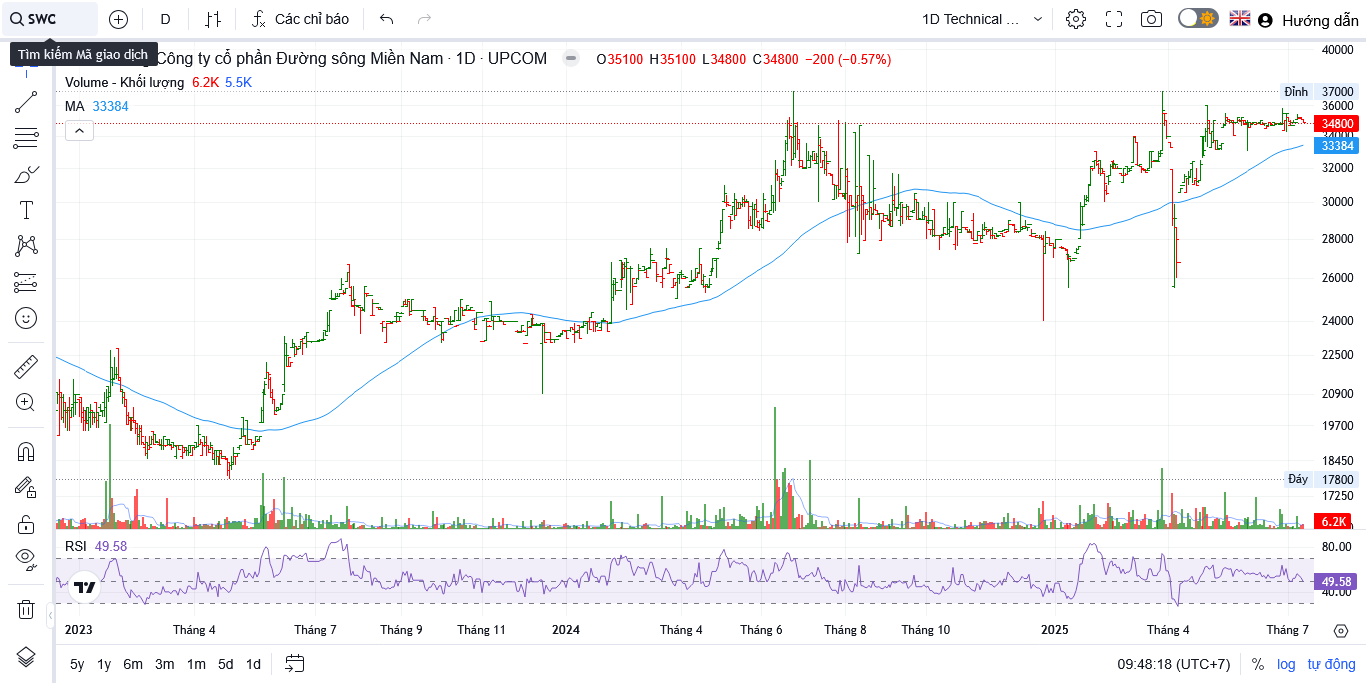 SWC D Các chỉ báo 1D Technical ... Hướng dẫn
Tìm kiếm Mã giao dịch Công ty cổ phần Đường sông Miền Nam · 1D · UPCOM O35100 H35100 L34800 C34800 −200 (−0.57%)
Volume - Khối lượng 6.2K 5.5K
MA 33384
40000
Đỉnh 37000
36000
34800
34000
33384
32000
30000
28000
26000
24000
22500
20900
19700
18450
Đáy 17800
17250
6.2K
RSI 49.58
80.00
49.58
40.00
2023 Tháng 4 Tháng 7 Tháng 9 Tháng 11 2024 Tháng 4 Tháng 6 Tháng 8 Tháng 10 2025 Tháng 4 Tháng 7
5y 1y 6m 3m 1m 5d 1d 09:48:18 (UTC+7) % log tự động